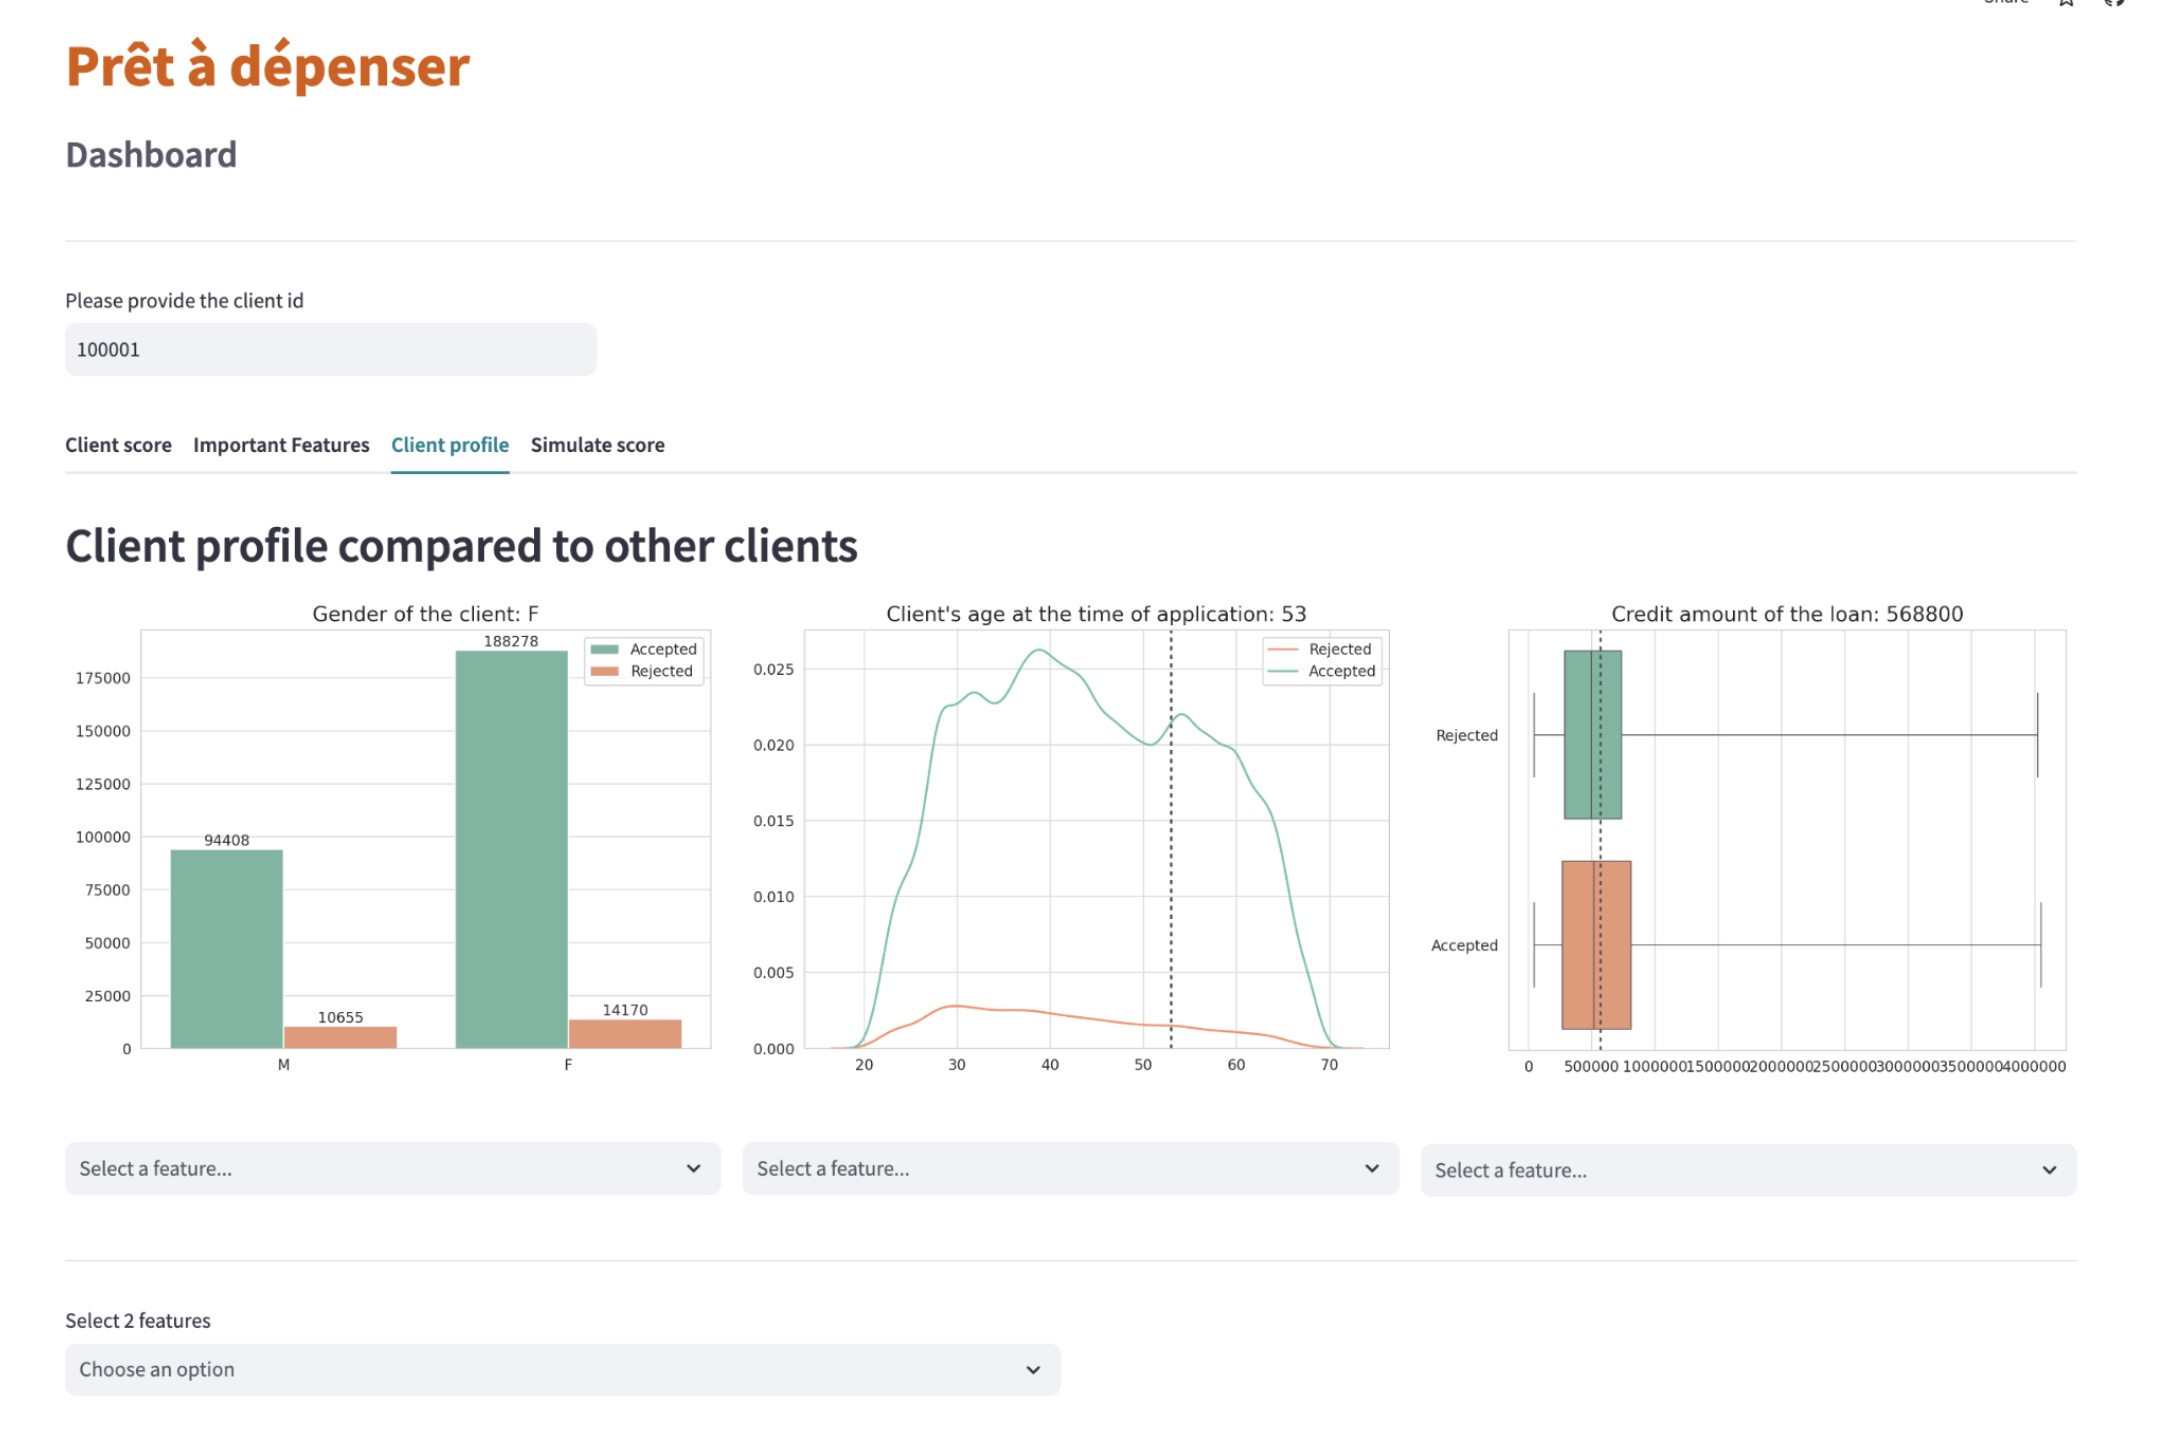 Share
Prêt à dépenser
Dashboard
Please provide the client id
100001
Client score Important Features Client profile Simulate score
Client profile compared to other clients
Gender of the client: F
188278
Accepted
Rejected
175000
150000
125000
100000
75000
50000
25000
0
94408
10655
14170
M F
Client's age at the time of application: 53
Rejected
Accepted
0.025
0.020
0.015
0.010
0.005
0.000
20 30 40 50 60 70
Credit amount of the loan: 568800
Rejected
Accepted
0 500000 1000000 1500000 2000000 2500000 3000000 3500000 4000000
Select a feature... Select a feature... Select a feature...
Select 2 features
Choose an option